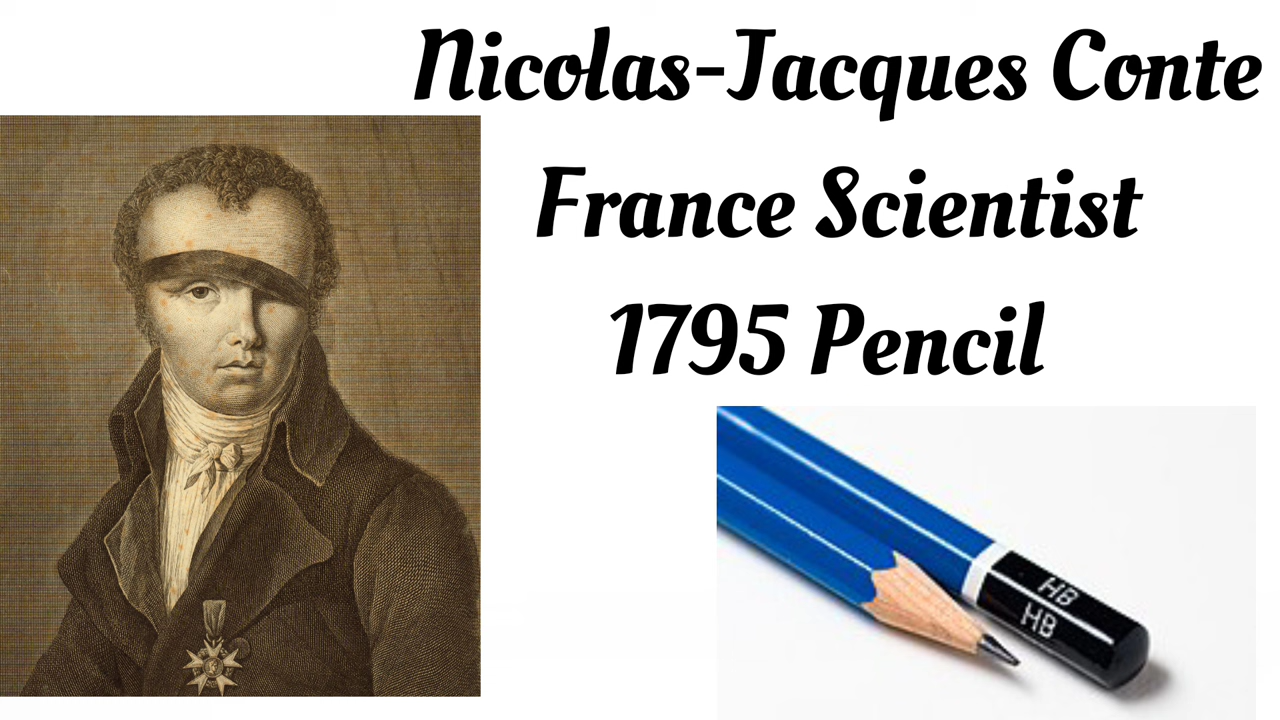 Nicolas-Jacques Conte
France Scientist
1795 Pencil
HB
HB